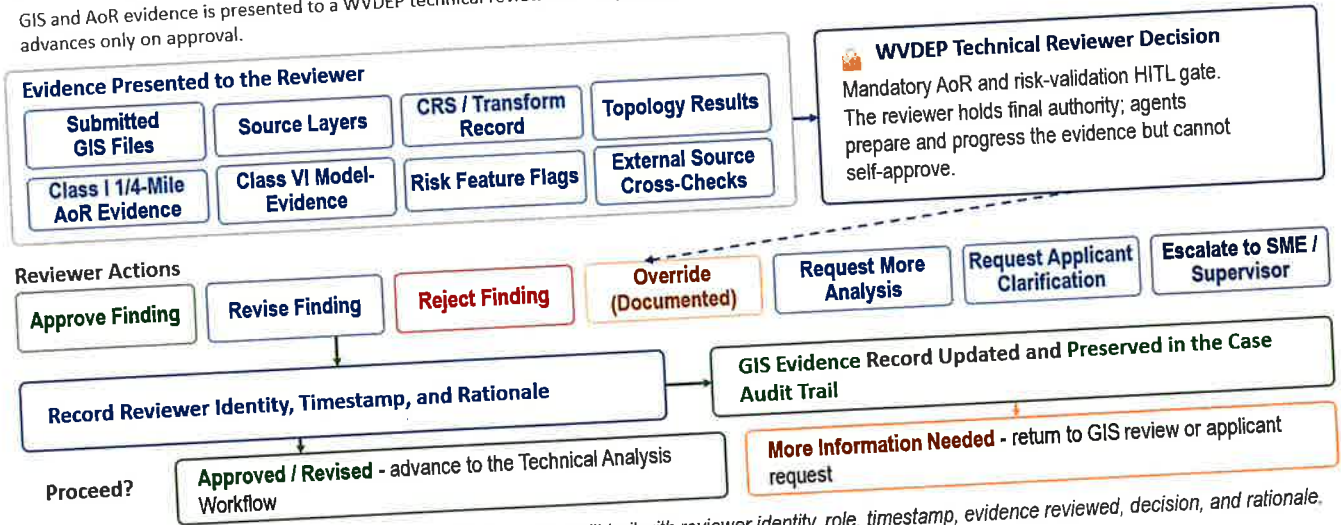 GIS and AoR evidence is presented to a WVDEP technical
advances only on approval.
Evidence Presented to the Reviewer
Submitted
GIS Files
Source Layers
CRS / Transform
Record
Topology Results
Class I 1/4-Mile
AoR Evidence
Class VI Model-
Evidence
Risk Feature Flags
External Source
Cross-Checks
WVDEP Technical Reviewer Decision
Mandatory AoR and risk-validation HITL gate.
The reviewer holds final authority; agents
prepare and progress the evidence but cannot
self-approve.
Reviewer Actions
Approve Finding
Revise Finding
Reject Finding
Override
(Documented)
Request More
Analysis
Request Applicant
Clarification
Escalate to SME /
Supervisor
Record Reviewer Identity, Timestamp, and Rationale
GIS Evidence Record Updated and Preserved in the Case
Audit Trail
Proceed?
Approved / Revised - advance to the Technical Analysis
Workflow
More Information Needed - return to GIS review or applicant
request
with reviewer identity, role, timestamp, evidence reviewed, decision, and rationale.